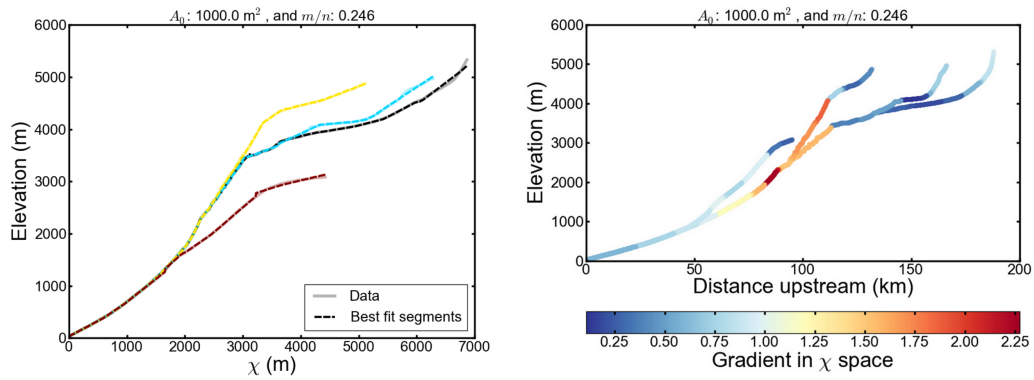 A0: 1000.0 m2 , and m/n: 0.246
6000
5000
4000
3000
2000
1000
0
Elevation (m)
Data
Best fit segments
0 1000 2000 3000 4000 5000 6000 7000
χ (m)
A0: 1000.0 m2 , and m/n: 0.246
6000
5000
4000
3000
2000
1000
0
Elevation (m)
0 50 100 150 200
Distance upstream (km)
0.25 0.50 0.75 1.00 1.25 1.50 1.75 2.00 2.25
Gradient in χ space